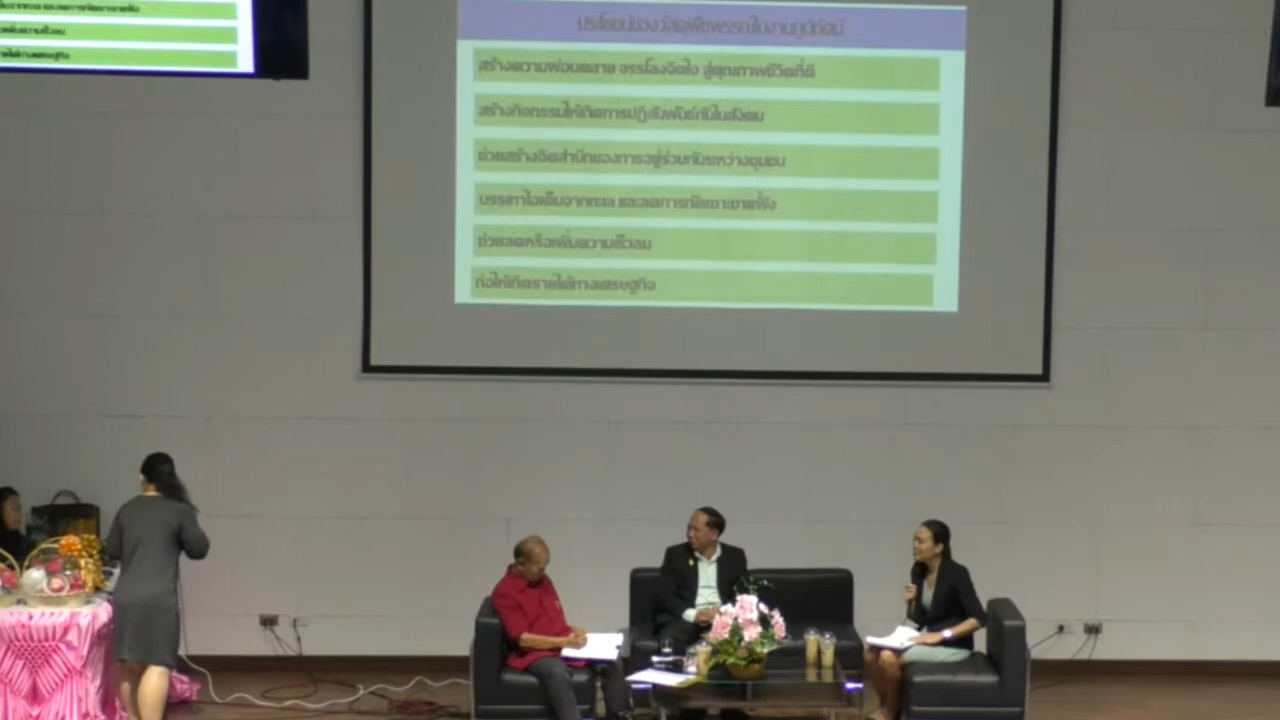 ประโยชน์ของวัสดุพืชพรรณในงานภูมิทัศน์
สร้างความผ่อนคลาย จรรโลงจิตใจ สู่คุณภาพชีวิตที่ดี
สร้างกิจกรรมให้เกิดการปฏิสัมพันธ์กันในสังคม
ช่วยสร้างจิตสำนึกของการอยู่ร่วมกันระหว่างชุมชน
บรรเทาไอเค็มจากทะเล และลดการกัดเซาะชายฝั่ง
ช่วยลดหรือเพิ่มความเร็วลม
ก่อให้เกิดรายได้ทางเศรษฐกิจ